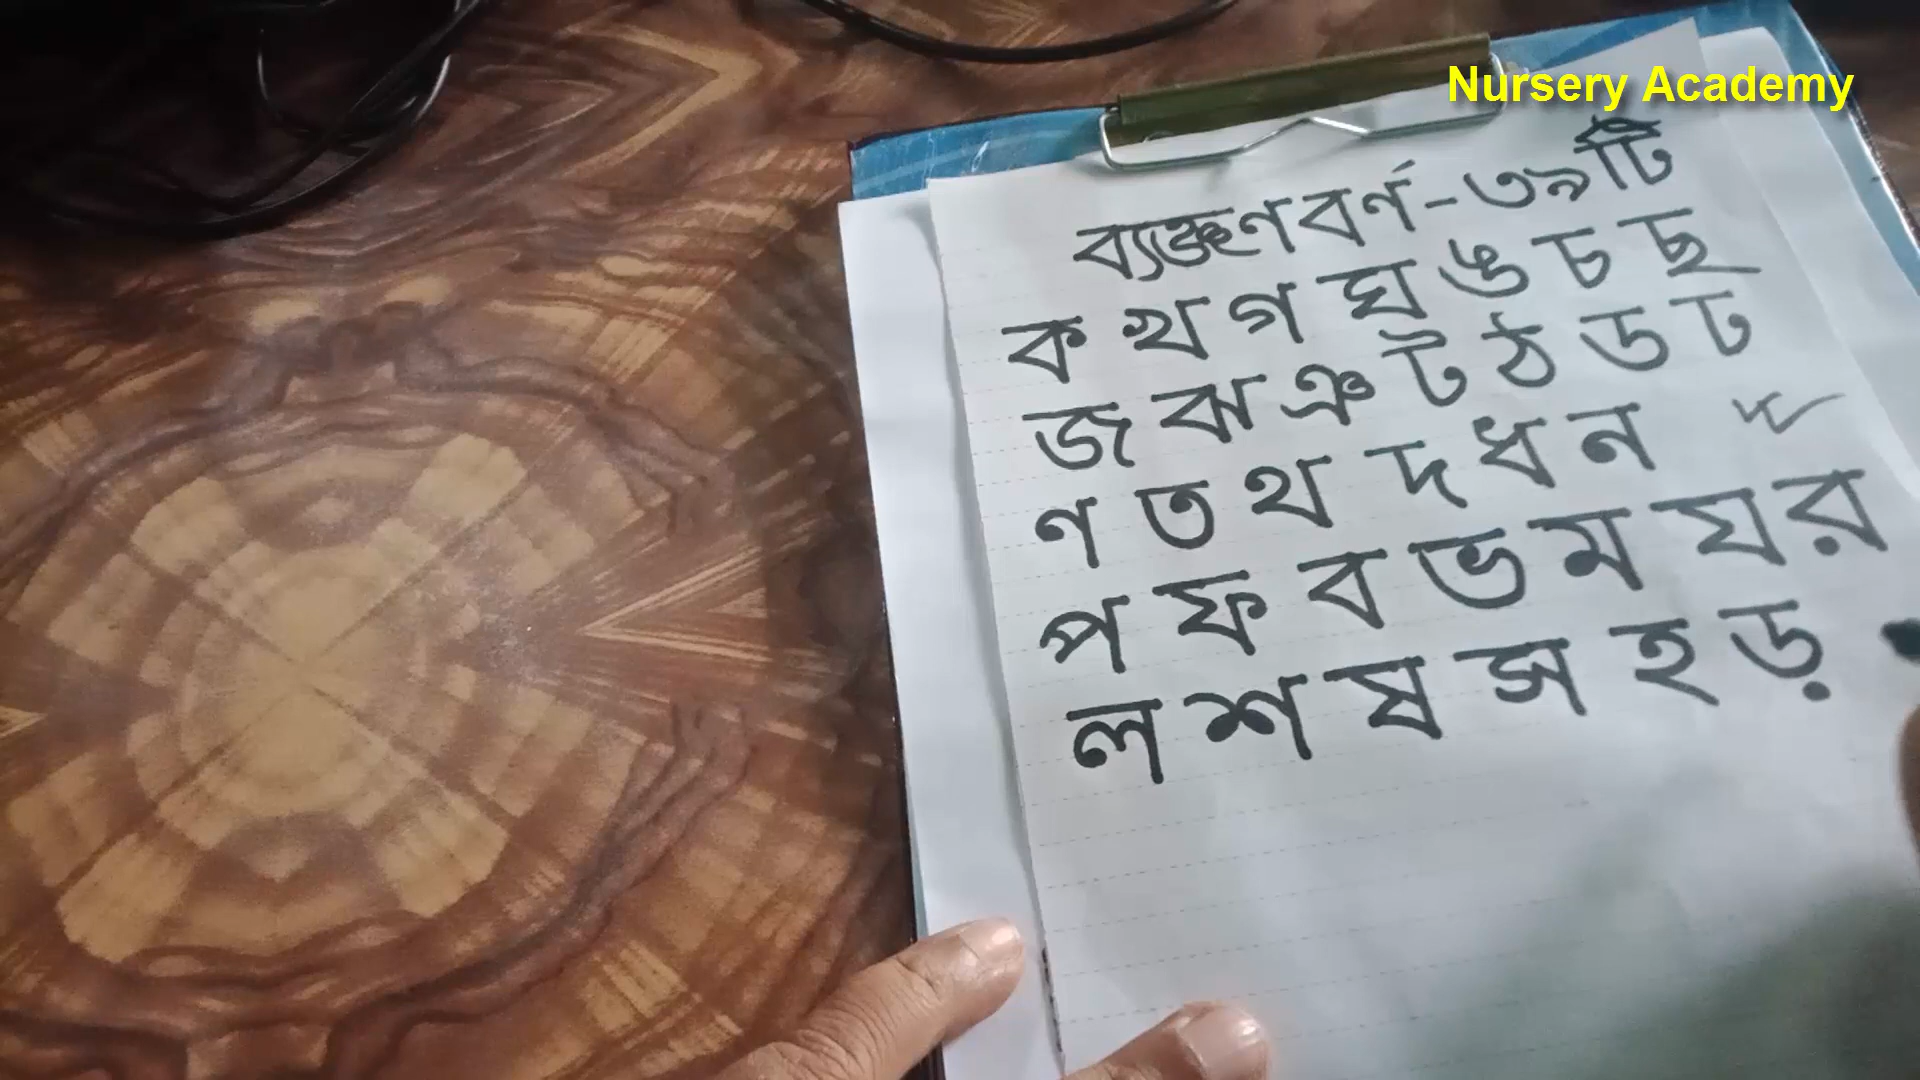 Nursery Academy
ব্যঞ্জণবর্ণ-৩৯টি
ক খ গ ঘ ঙ চ ছ
জ ঝ ঞ ট ঠ ড ঢ
ণ ত থ দ ধ ন
প ফ ব ভ ম য র
ল শ ষ স হ ড়